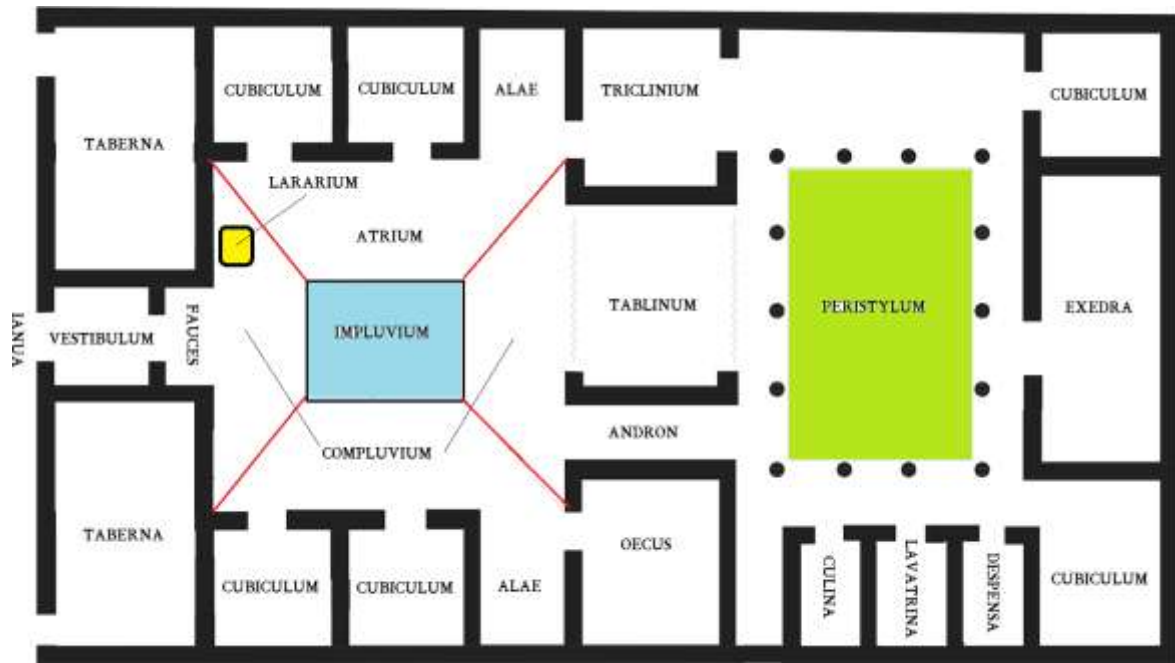 CUBICULUM
CUBICULUM
ALAE
TRICLINIUM
CUBICULUM
TABERNA
LARARIUM
ATRIUM
IANUA
VESTIBULUM
FAUCES
IMPLUVIUM
TABLINUM
PERISTYLUM
EXEDRA
COMPLUVIUM
ANDRON
TABERNA
CUBICULUM
CUBICULUM
ALAE
OECUS
CULINA
LAVATRINA
DESPENSA
CUBICULUM